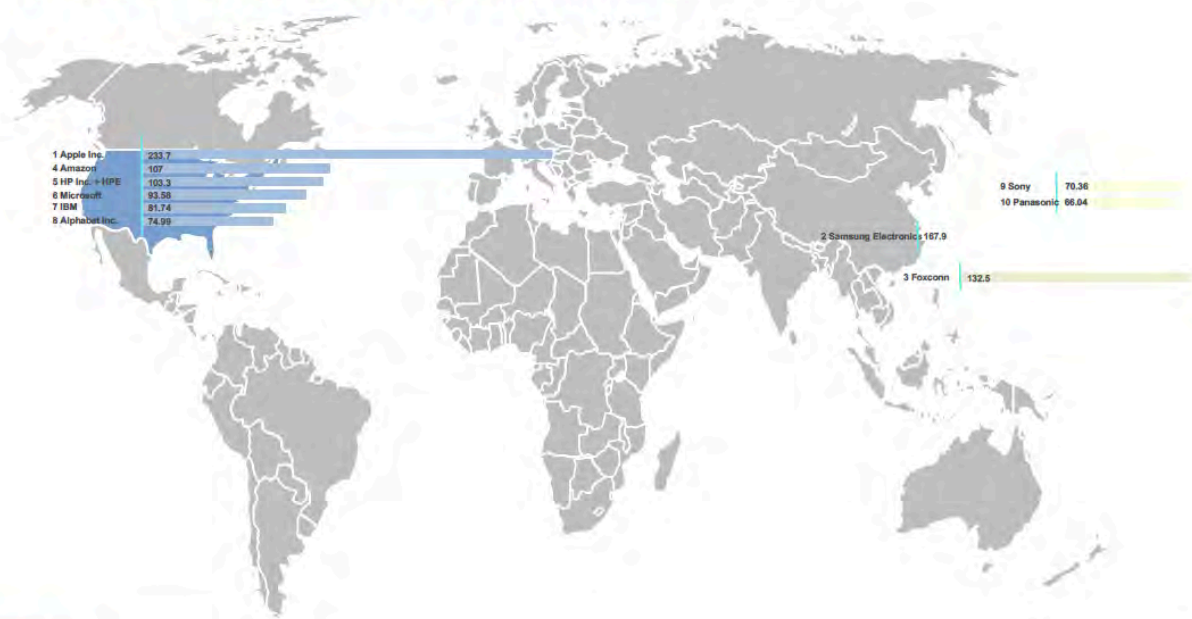 1 Apple Inc. 233.7
4 Amazon 107
5 HP Inc. + HPE 103.3
6 Microsoft 93.58
7 IBM 81.74
8 Alphabet Inc. 74.99
9 Sony 70.36
10 Panasonic 66.04
2 Samsung Electronics 167.9
3 Foxconn 132.5